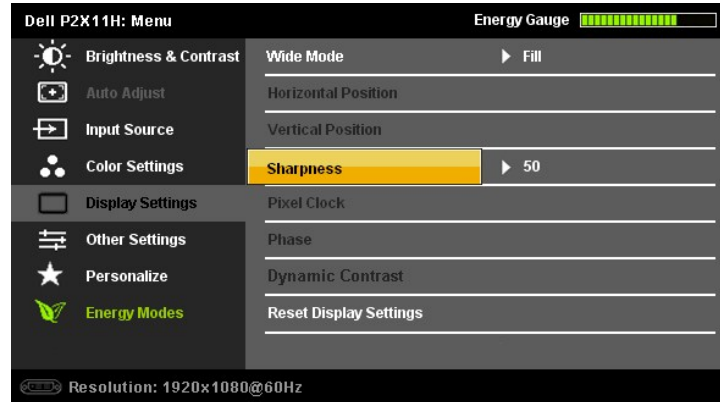 Dell P2X11H: Menu
Energy Gauge
Brightness & Contrast
Auto Adjust
Input Source
Color Settings
Display Settings
Other Settings
Personalize
Energy Modes
Wide Mode
Fill
Horizontal Position
Vertical Position
Sharpness
50
Pixel Clock
Phase
Dynamic Contrast
Reset Display Settings
Resolution: 1920x1080@60Hz